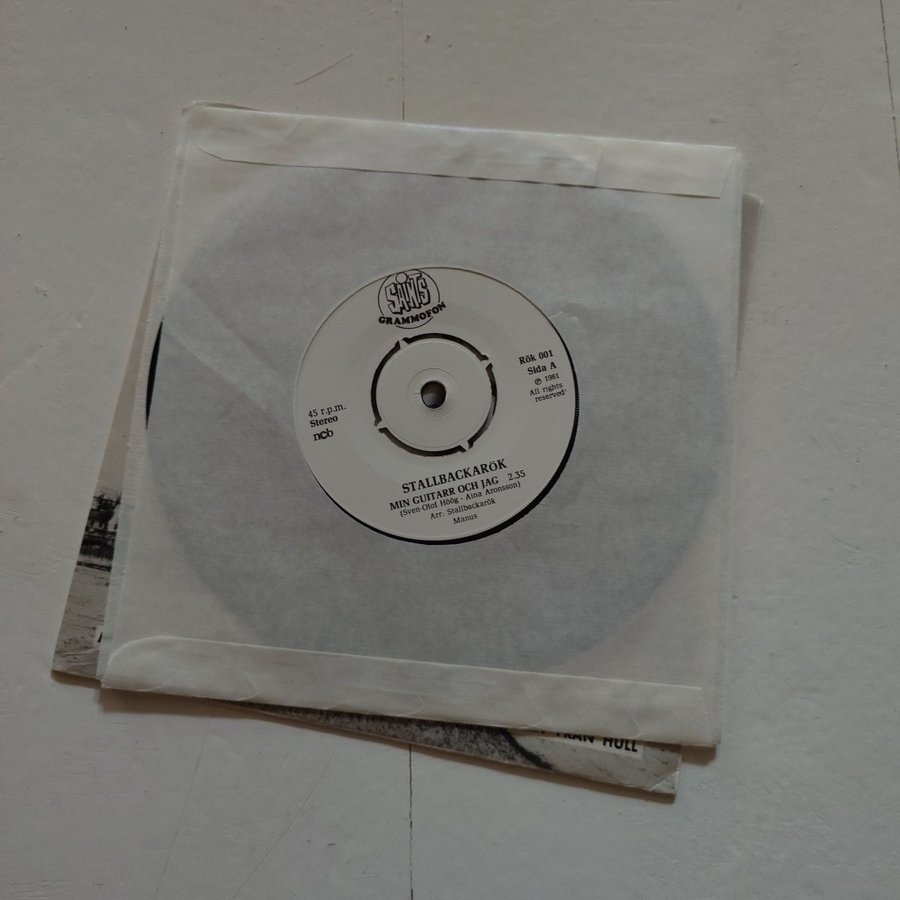 SAINTS
GRAMMOFON
Rök 001
Sida A
℗ 1981
All rights
reserved
45 r.p.m.
Stereo
ncb
STALLBACKARÖK
MIN GUITARR OCH JAG 2.35
(Sven-Olof Höög - Aina Aronsson)
Arr: Stallbackarök
Manus
FRÅN HULL